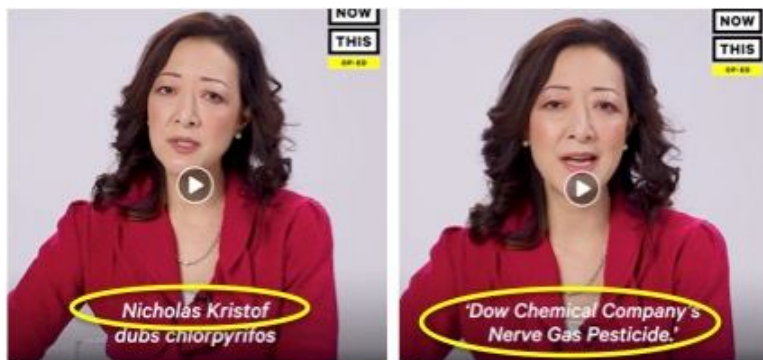 NOW
THIS
OP-ED
Nicholas Kristof
dubs chlorpyrifos
NOW
THIS
OP-ED
'Dow Chemical Company's
Nerve Gas Pesticide.'